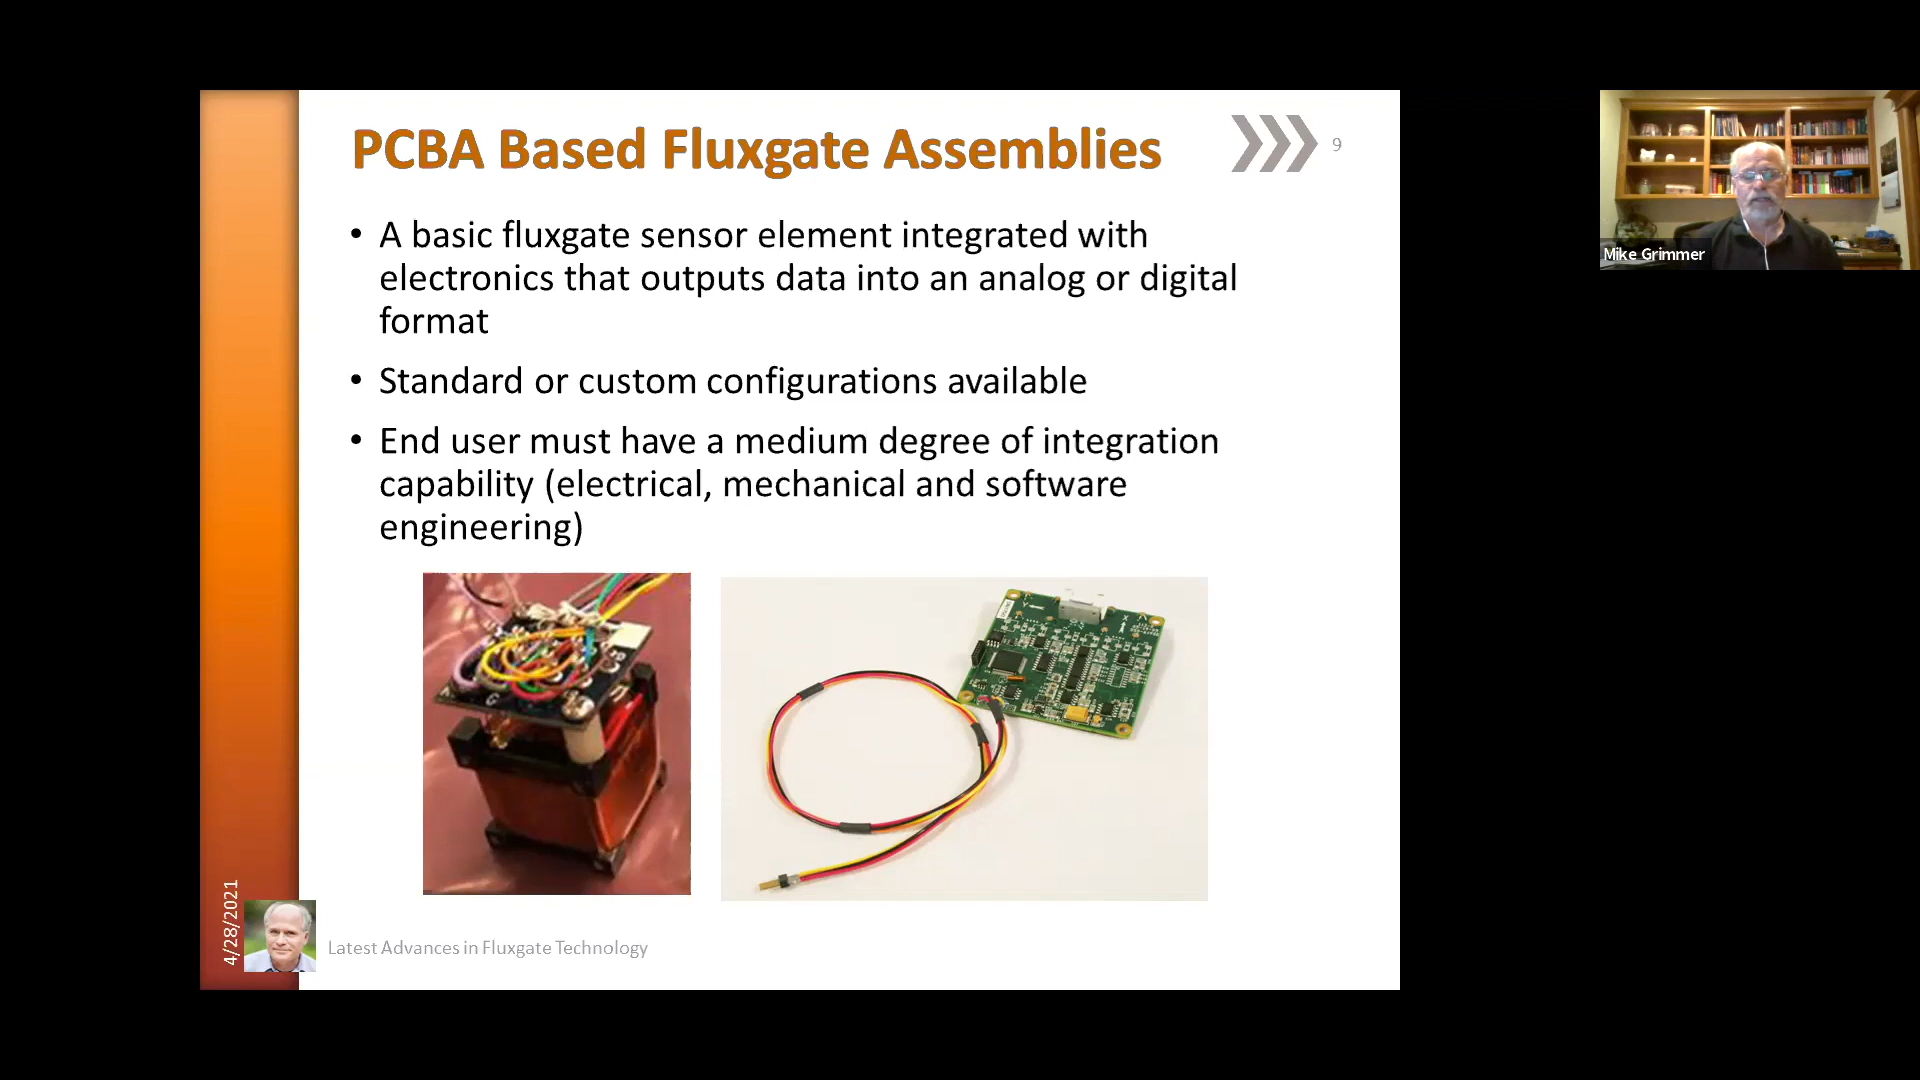 PCBA Based Fluxgate Assemblies
9
• A basic fluxgate sensor element integrated with
electronics that outputs data into an analog or digital
format
• Standard or custom configurations available
• End user must have a medium degree of integration
capability (electrical, mechanical and software
engineering)
4/28/2021
Latest Advances in Fluxgate Technology
Mike Grimmer